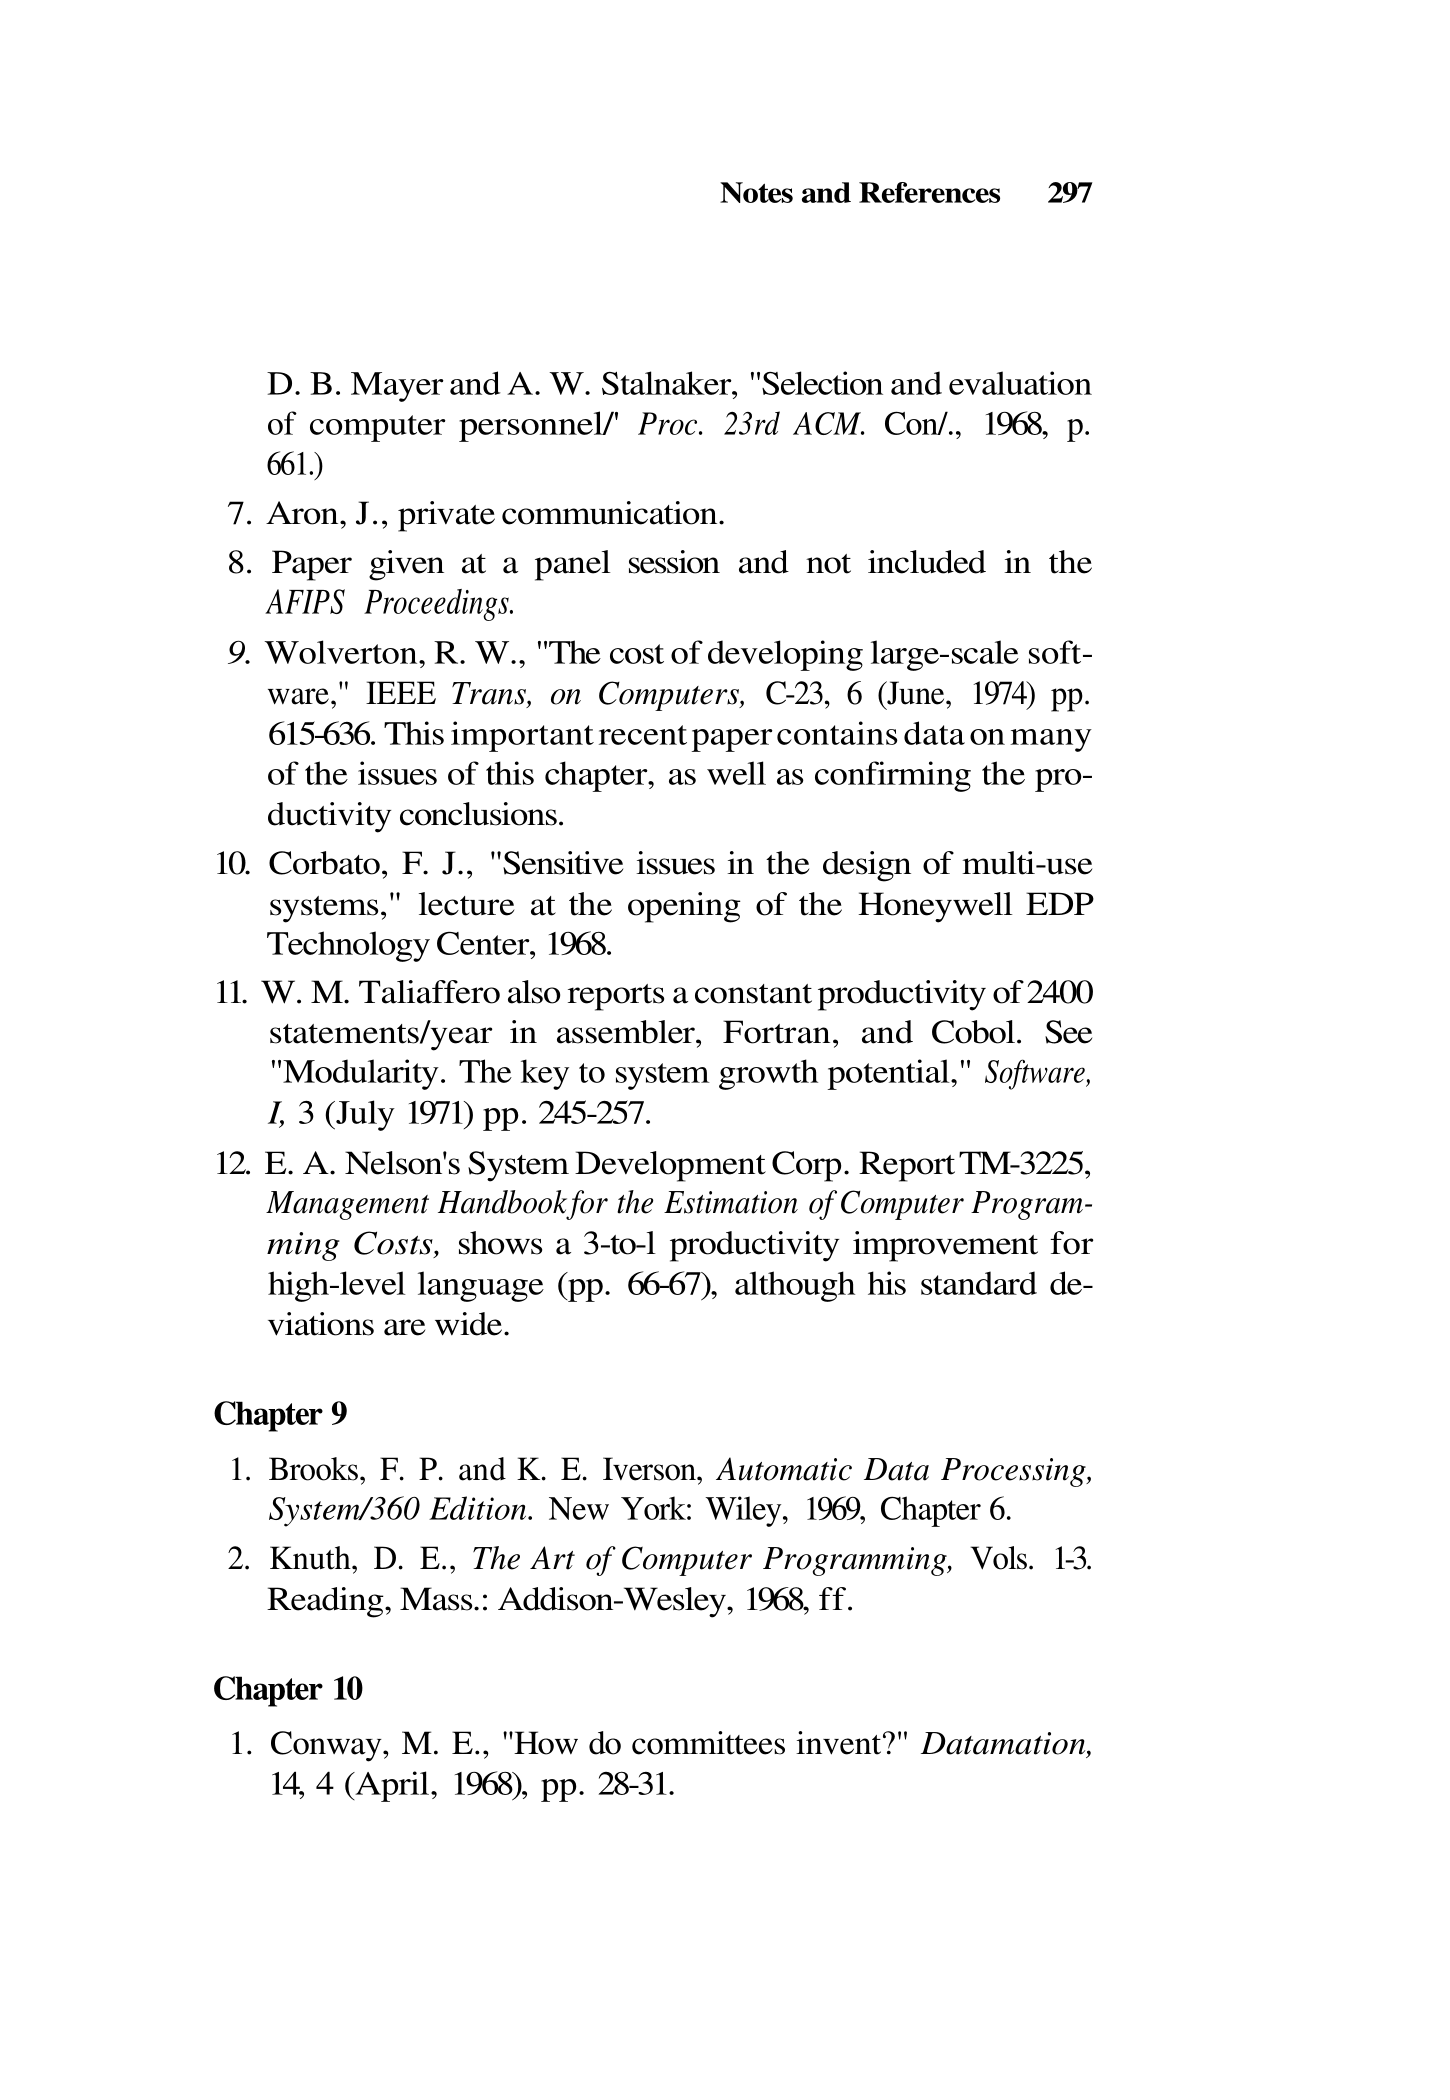 Notes and References 297
D. B. Mayer and A. W. Stalnaker, "Selection and evaluation
of computer personnel/' Proc. 23rd ACM. Con/., 1968, p.
661.)
7. Aron, J., private communication.
8. Paper given at a panel session and not included in the
AFIPS Proceedings.
9. Wolverton, R. W., "The cost of developing large-scale soft-
ware," IEEE Trans, on Computers, C-23, 6 (June, 1974) pp.
615-636. This important recent paper contains data on many
of the issues of this chapter, as well as confirming the pro-
ductivity conclusions.
10. Corbato, F. J., "Sensitive issues in the design of multi-use
systems," lecture at the opening of the Honeywell EDP
Technology Center, 1968.
11. W. M. Taliaffero also reports a constant productivity of 2400
statements/year in assembler, Fortran, and Cobol. See
"Modularity. The key to system growth potential," Software,
I, 3 (July 1971) pp. 245-257.
12. E. A. Nelson's System Development Corp. Report TM-3225,
Management Handbook for the Estimation of Computer Program-
ming Costs, shows a 3-to-l productivity improvement for
high-level language (pp. 66-67), although his standard de-
viations are wide.
Chapter 9
1. Brooks, F. P. and K. E. Iverson, Automatic Data Processing,
System/360 Edition. New York: Wiley, 1969, Chapter 6.
2. Knuth, D. E., The Art of Computer Programming, Vols. 1-3.
Reading, Mass.: Addison-Wesley, 1968, ff.
Chapter 10
1. Conway, M. E., "How do committees invent?" Datamation,
14, 4 (April, 1968), pp. 28-31.